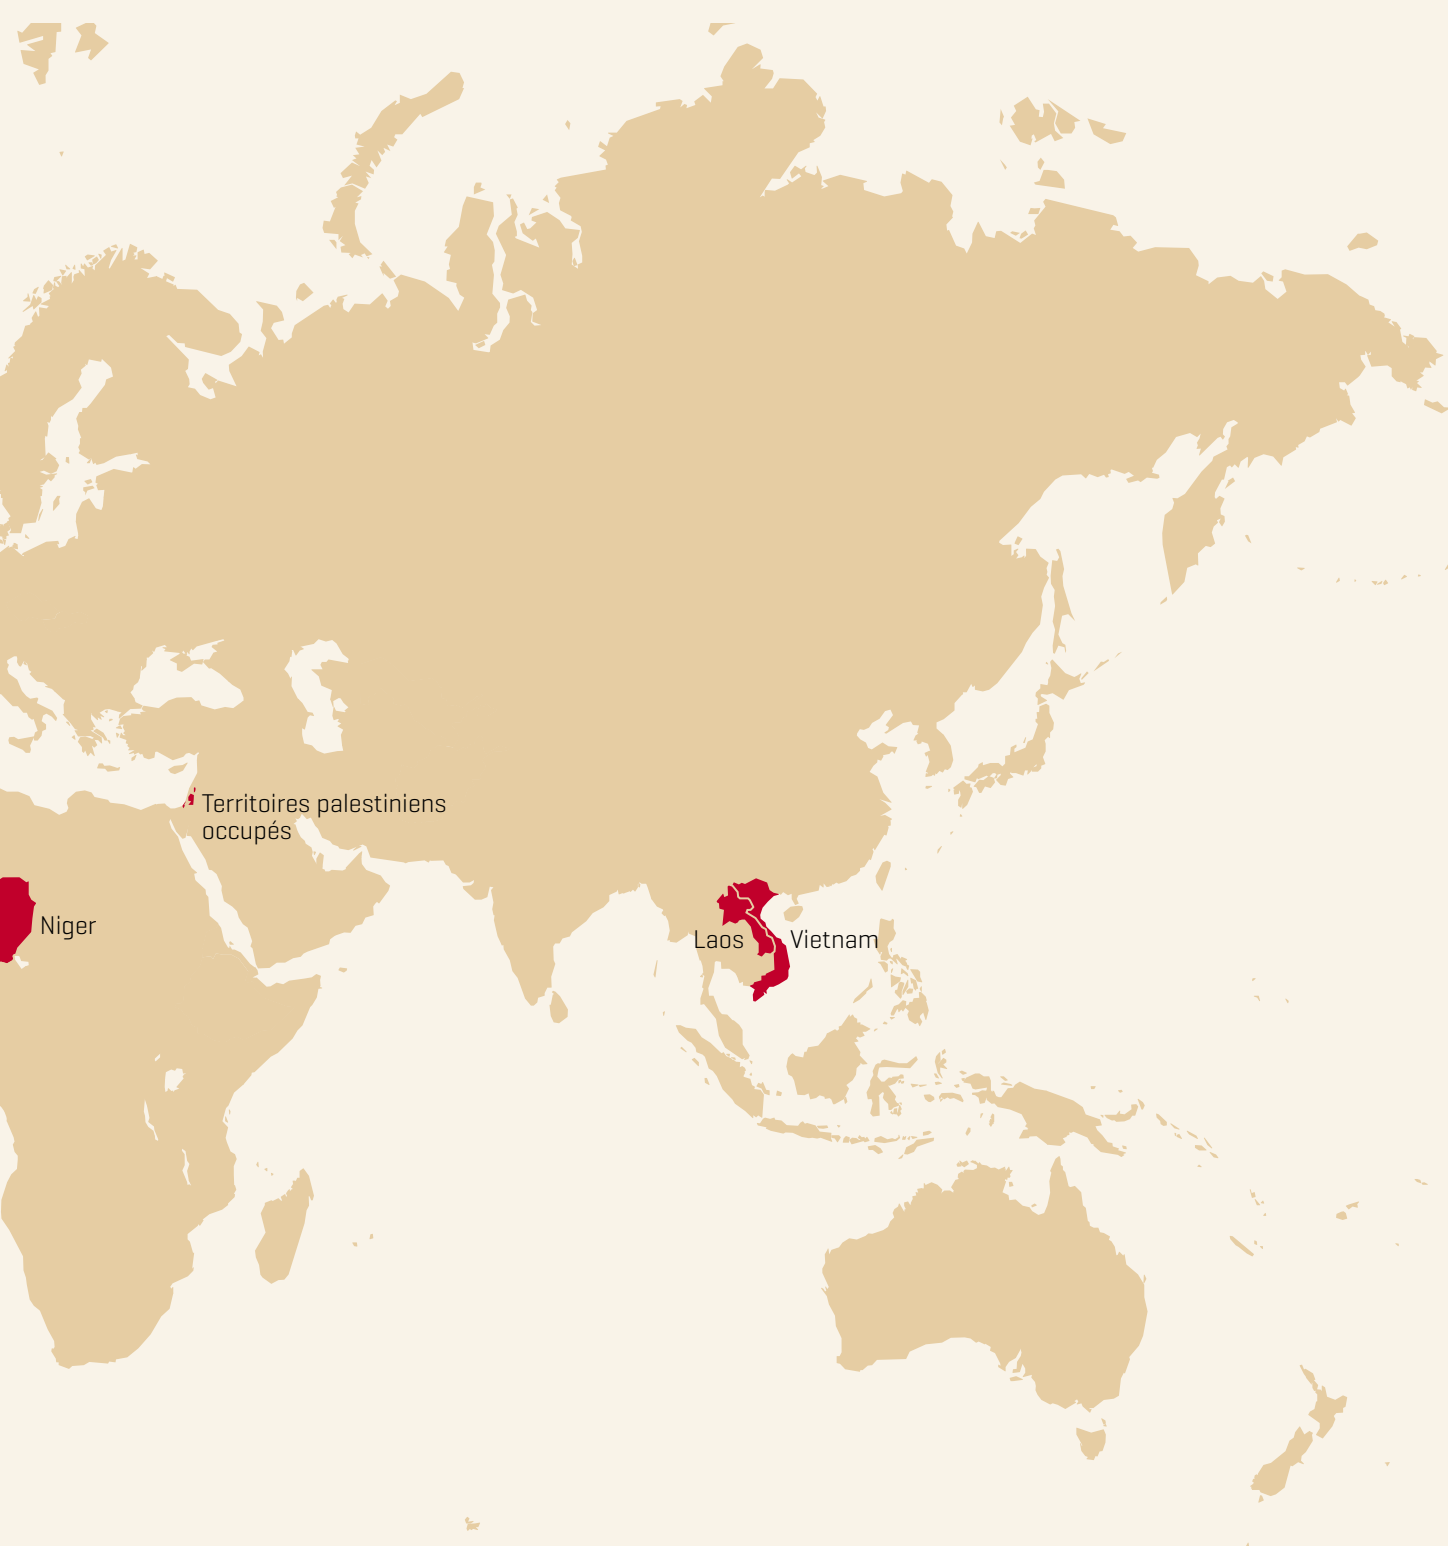 Territoires palestiniens
occupés
Niger
Laos
Vietnam